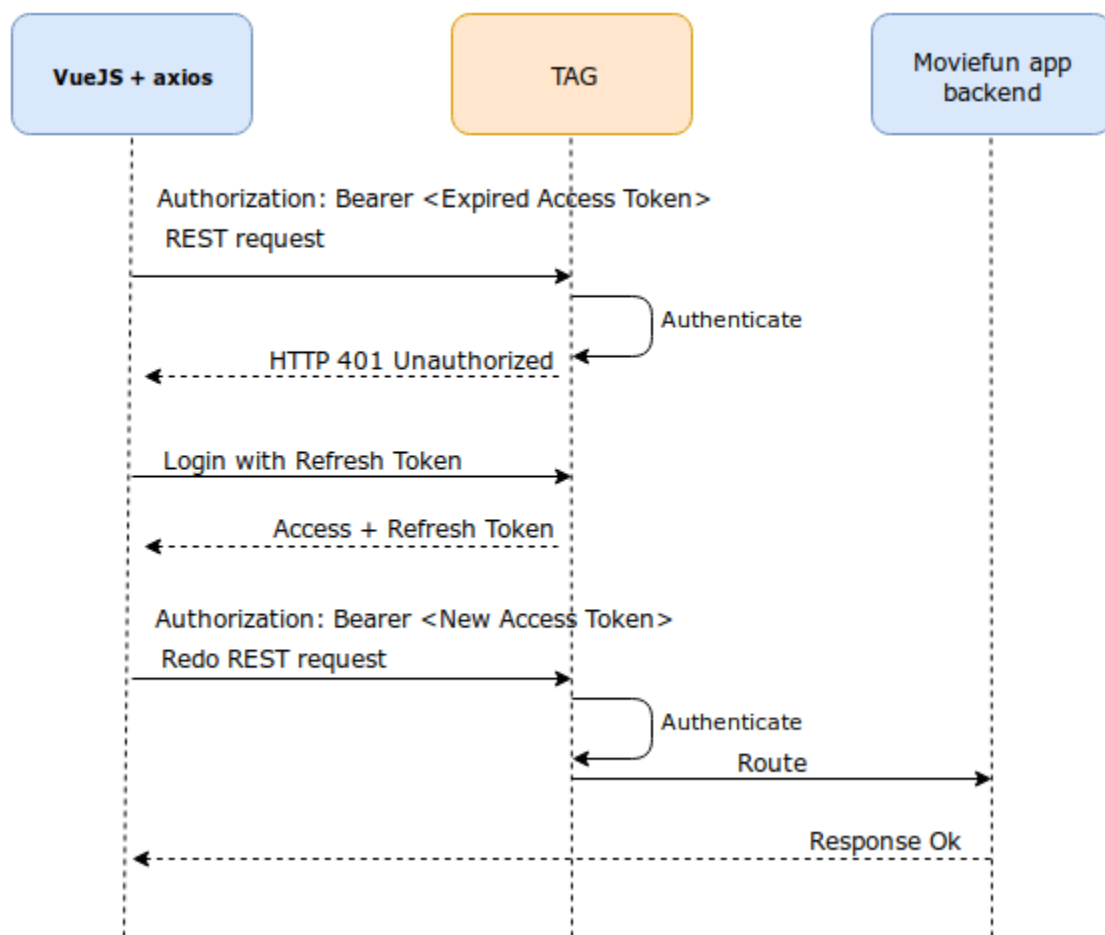 VueJS + axios
TAG
Moviefun app
backend
Authorization: Bearer <Expired Access Token>
REST request
Authenticate
HTTP 401 Unauthorized
Login with Refresh Token
Access + Refresh Token
Authorization: Bearer <New Access Token>
Redo REST request
Authenticate
Route
Response Ok